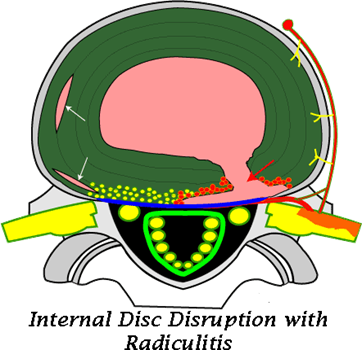 Internal Disc Disruption with
Radiculitis